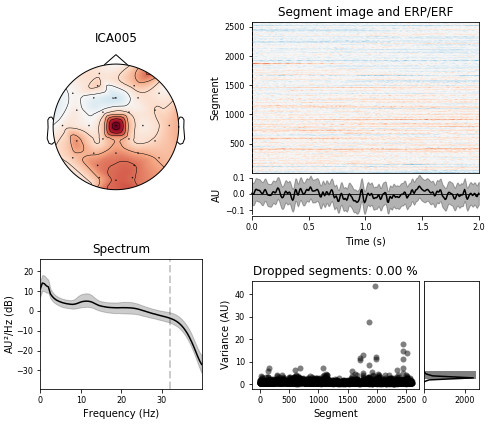 ICA005
Segment image and ERP/ERF
Segment
2500
2000
1500
1000
500
AU
0.1
0.0
−0.1
0.0 0.5 1.0 1.5 2.0
Time (s)
Spectrum
AU²/Hz (dB)
20
10
0
−10
−20
−30
0 10 20 30
Frequency (Hz)
Dropped segments: 0.00 %
Variance (AU)
40
30
20
10
0
0 500 1000 1500 2000 2500
Segment
0 2000